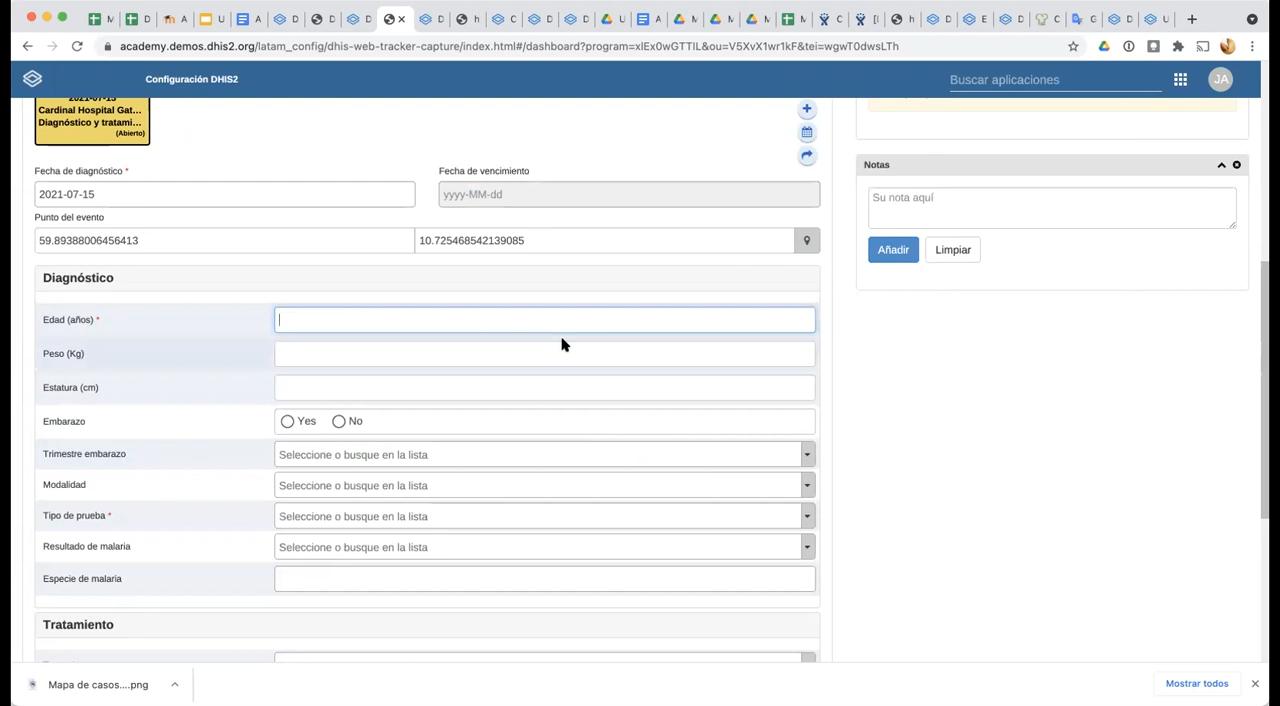 M
D
A
U
A
D
D
D
D
h
C
D
D
U
A
M
M
M
M
C
[
h
D
E
D
C
G
D
U
academy.demos.dhis2.org/latam_config/dhis-web-tracker-capture/index.html#/dashboard?program=xlEx0wGTTIL&ou=V5XvX1wr1kF&tei=wgwT0dwsLTh
Configuración DHIS2
Buscar aplicaciones
JA
2021-07-15
Cardinal Hospital Gat...
Diagnóstico y tratami...
(Abierto)
Fecha de diagnóstico *
Fecha de vencimiento
2021-07-15
yyyy-MM-dd
Punto del evento
59.89388006456413
10.725468542139085
Diagnóstico
Edad (años) *
Peso (Kg)
Estatura (cm)
Embarazo
Yes No
Trimestre embarazo
Seleccione o busque en la lista
Modalidad
Seleccione o busque en la lista
Tipo de prueba *
Seleccione o busque en la lista
Resultado de malaria
Seleccione o busque en la lista
Especie de malaria
Tratamiento
Notas
Su nota aquí
Añadir
Limpiar
Mapa de casos....png
Mostrar todos